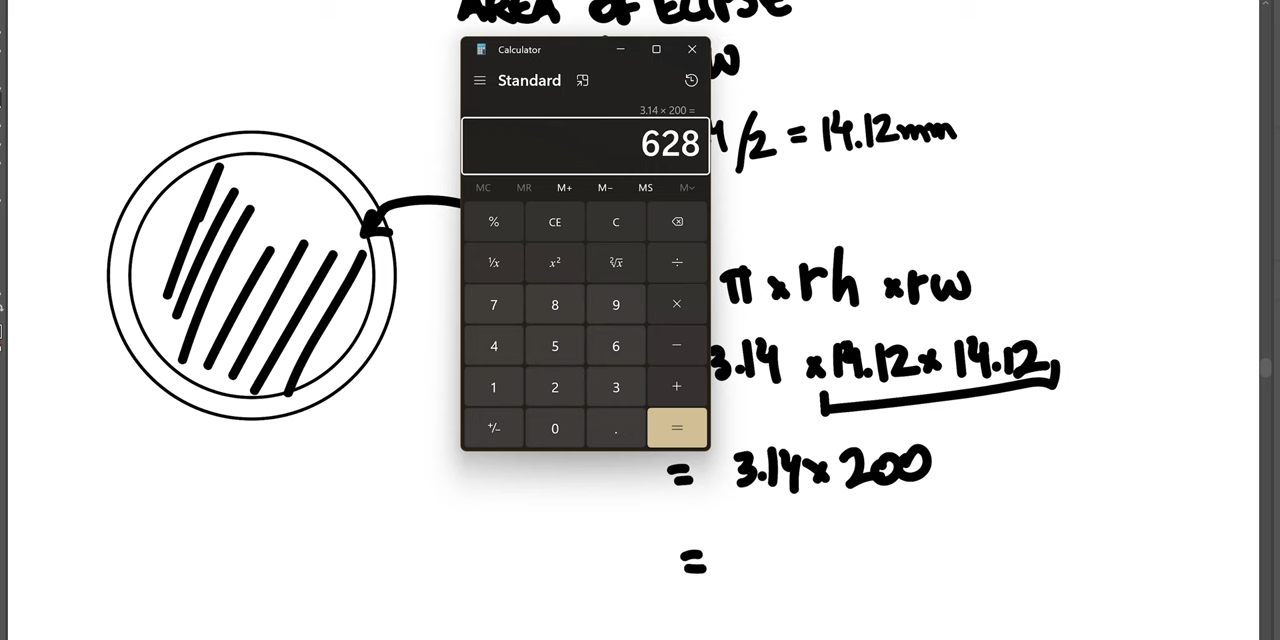 AREA OF ELIPSE
Calculator
Standard
3.14 × 200 =
628
MC MR M+ M− MS M˅
% CE C
¹/x x² ²√x ÷
7 8 9 ×
4 5 6 −
1 2 3 +
+/− 0 . =
w
/2 = 14.12mm
π × rh × rw
3.14 × 14.12 × 14.12
= 3.14 × 200
=